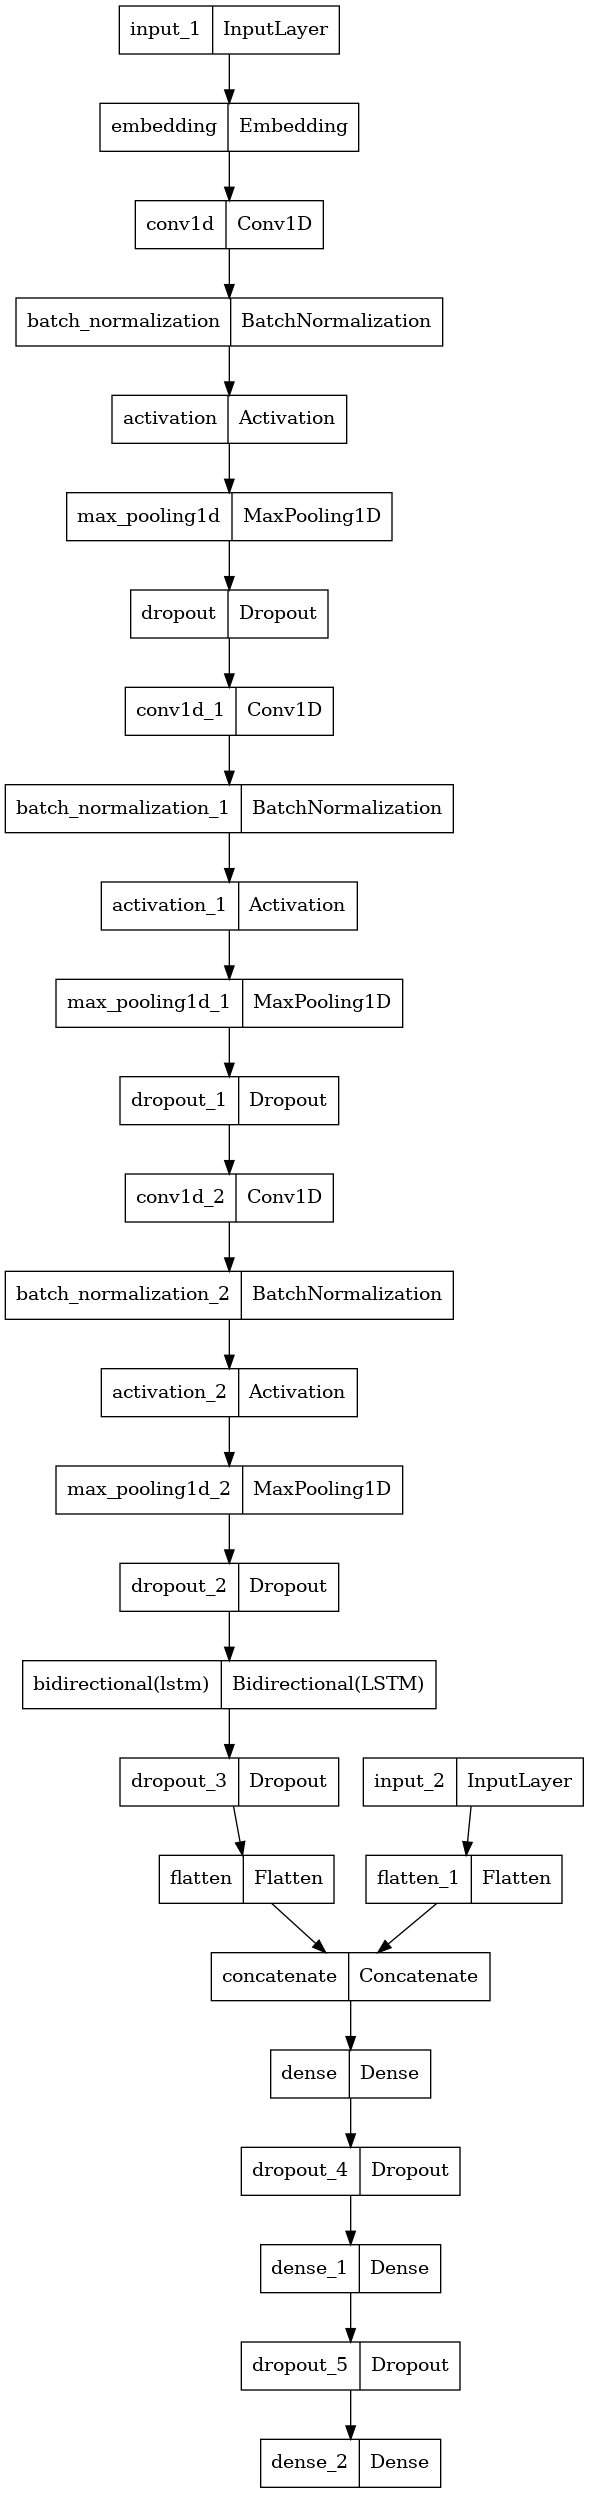 input_1 InputLayer
embedding Embedding
conv1d Conv1D
batch_normalization BatchNormalization
activation Activation
max_pooling1d MaxPooling1D
dropout Dropout
conv1d_1 Conv1D
batch_normalization_1 BatchNormalization
activation_1 Activation
max_pooling1d_1 MaxPooling1D
dropout_1 Dropout
conv1d_2 Conv1D
batch_normalization_2 BatchNormalization
activation_2 Activation
max_pooling1d_2 MaxPooling1D
dropout_2 Dropout
bidirectional(lstm) Bidirectional(LSTM)
dropout_3 Dropout input_2 InputLayer
flatten Flatten flatten_1 Flatten
concatenate Concatenate
dense Dense
dropout_4 Dropout
dense_1 Dense
dropout_5 Dropout
dense_2 Dense